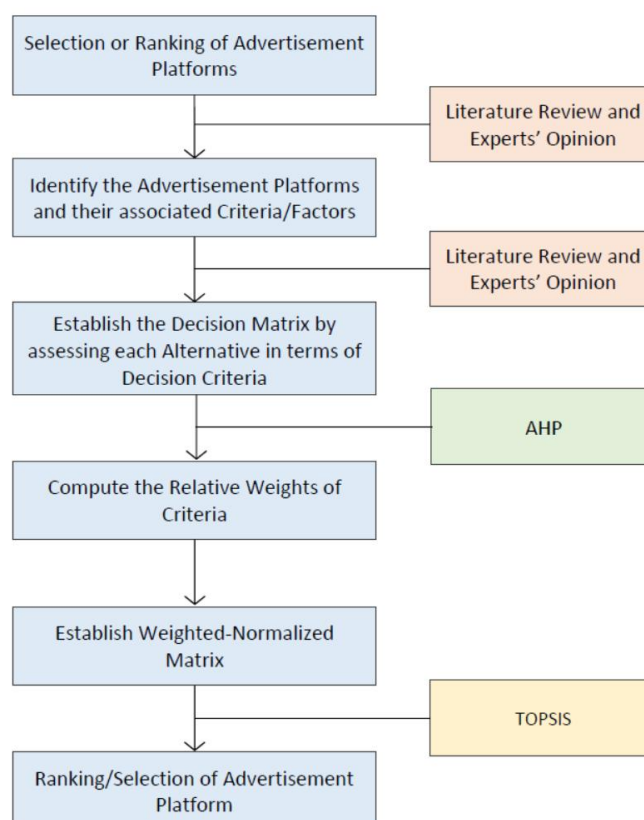 Selection or Ranking of Advertisement
Platforms
Literature Review and
Experts' Opinion
Identify the Advertisement Platforms
and their associated Criteria/Factors
Literature Review and
Experts' Opinion
Establish the Decision Matrix by
assessing each Alternative in terms of
Decision Criteria
AHP
Compute the Relative Weights of
Criteria
Establish Weighted-Normalized
Matrix
TOPSIS
Ranking/Selection of Advertisement
Platform